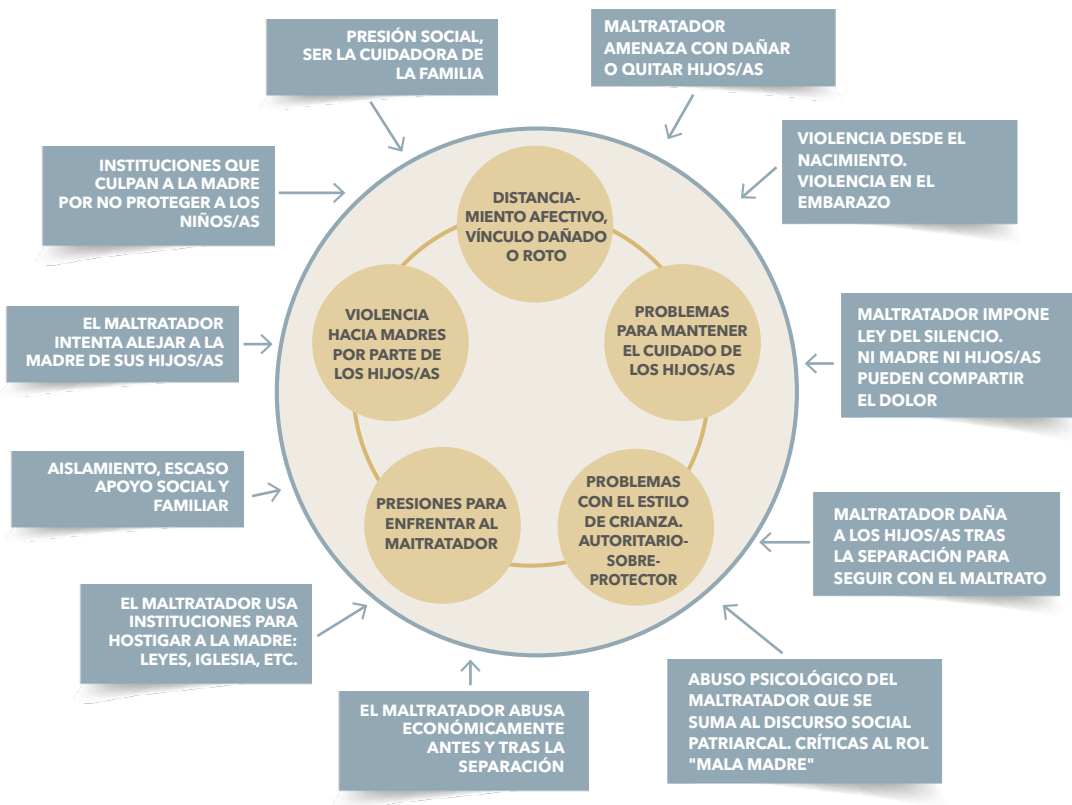 PRESIÓN SOCIAL,
SER LA CUIDADORA DE
LA FAMILIA
MALTRATADOR
AMENAZA CON DAÑAR
O QUITAR HIJOS/AS
INSTITUCIONES QUE
CULPAN A LA MADRE
POR NO PROTEGER A LOS
NIÑOS/AS
VIOLENCIA DESDE EL
NACIMIENTO.
VIOLENCIA EN EL
EMBARAZO
EL MALTRATADOR
INTENTA ALEJAR A LA
MADRE DE SUS HIJOS/AS
MALTRATADOR IMPONE
LEY DEL SILENCIO.
NI MADRE NI HIJOS/AS
PUEDEN COMPARTIR
EL DOLOR
AISLAMIENTO, ESCASO
APOYO SOCIAL Y
FAMILIAR
MALTRATADOR DAÑA
A LOS HIJOS/AS TRAS
LA SEPARACIÓN PARA
SEGUIR CON EL MALTRATO
EL MALTRATADOR USA
INSTITUCIONES PARA
HOSTIGAR A LA MADRE:
LEYES, IGLESIA, ETC.
EL MALTRATADOR ABUSA
ECONÓMICAMENTE
ANTES Y TRAS LA
SEPARACIÓN
ABUSO PSICOLÓGICO DEL
MALTRATADOR QUE SE
SUMA AL DISCURSO SOCIAL
PATRIARCAL. CRÍTICAS AL ROL
"MALA MADRE"
DISTANCIA-
MIENTO AFECTIVO,
VÍNCULO DAÑADO
O ROTO
VIOLENCIA
HACIA MADRES
POR PARTE DE
LOS HIJOS/AS
PROBLEMAS
PARA MANTENER
EL CUIDADO DE
LOS HIJOS/AS
PRESIONES PARA
ENFRENTAR AL
MAITRATADOR
PROBLEMAS
CON EL ESTILO
DE CRIANZA.
AUTORITARIO-
SOBRE-
PROTECTOR